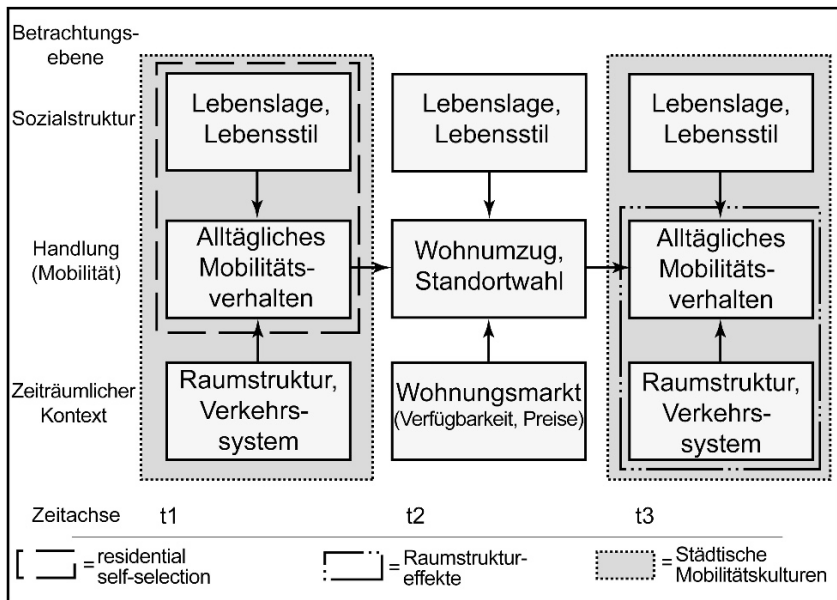 Betrachtungs-
ebene
Sozialstruktur
Lebenslage,
Lebensstil
Lebenslage,
Lebensstil
Lebenslage,
Lebensstil
Handlung
(Mobilität)
Alltägliches
Mobilitäts-
verhalten
Wohnumzug,
Standortwahl
Alltägliches
Mobilitäts-
verhalten
Zeiträumlicher
Kontext
Raumstruktur,
Verkehrs-
system
Wohnungsmarkt
(Verfügbarkeit, Preise)
Raumstruktur,
Verkehrs-
system
Zeitachse t1 t2 t3
= residential
self-selection
= Raumstruktur-
effekte
= Städtische
Mobilitätskulturen